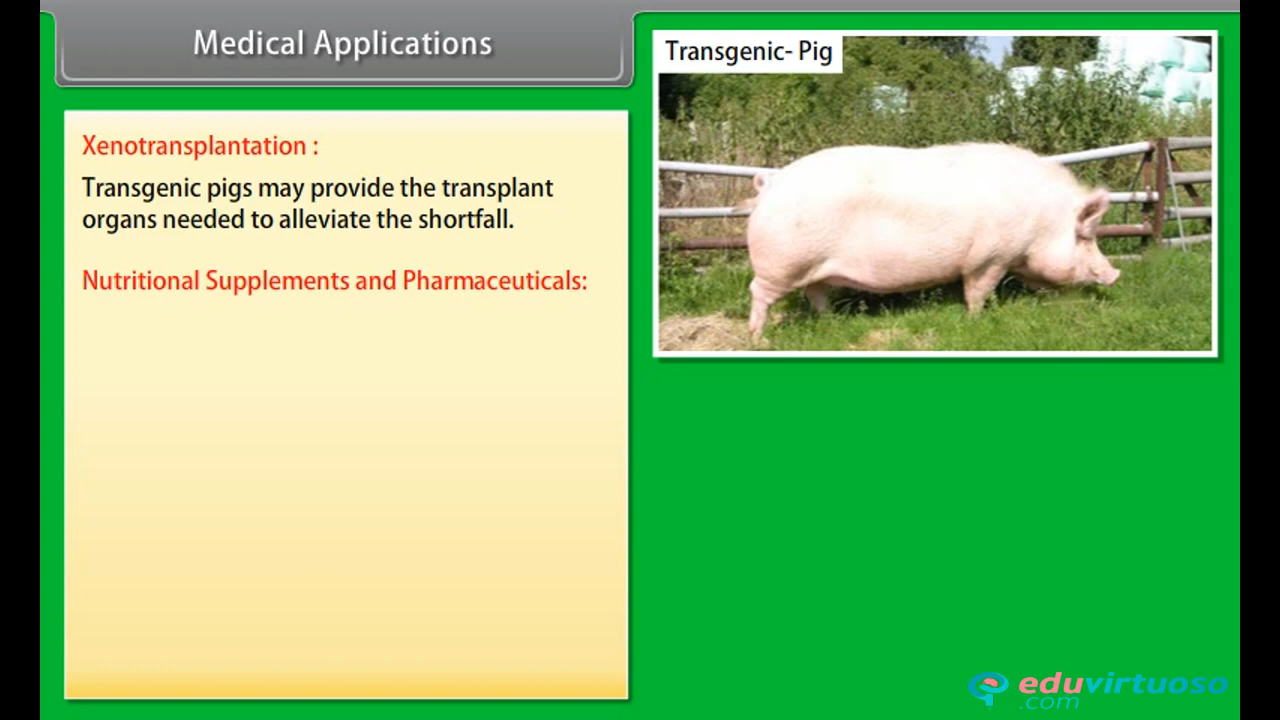 Medical Applications
Transgenic- Pig
Xenotransplantation :
Transgenic pigs may provide the transplant
organs needed to alleviate the shortfall.
Nutritional Supplements and Pharmaceuticals:
eduvirtuoso
.com